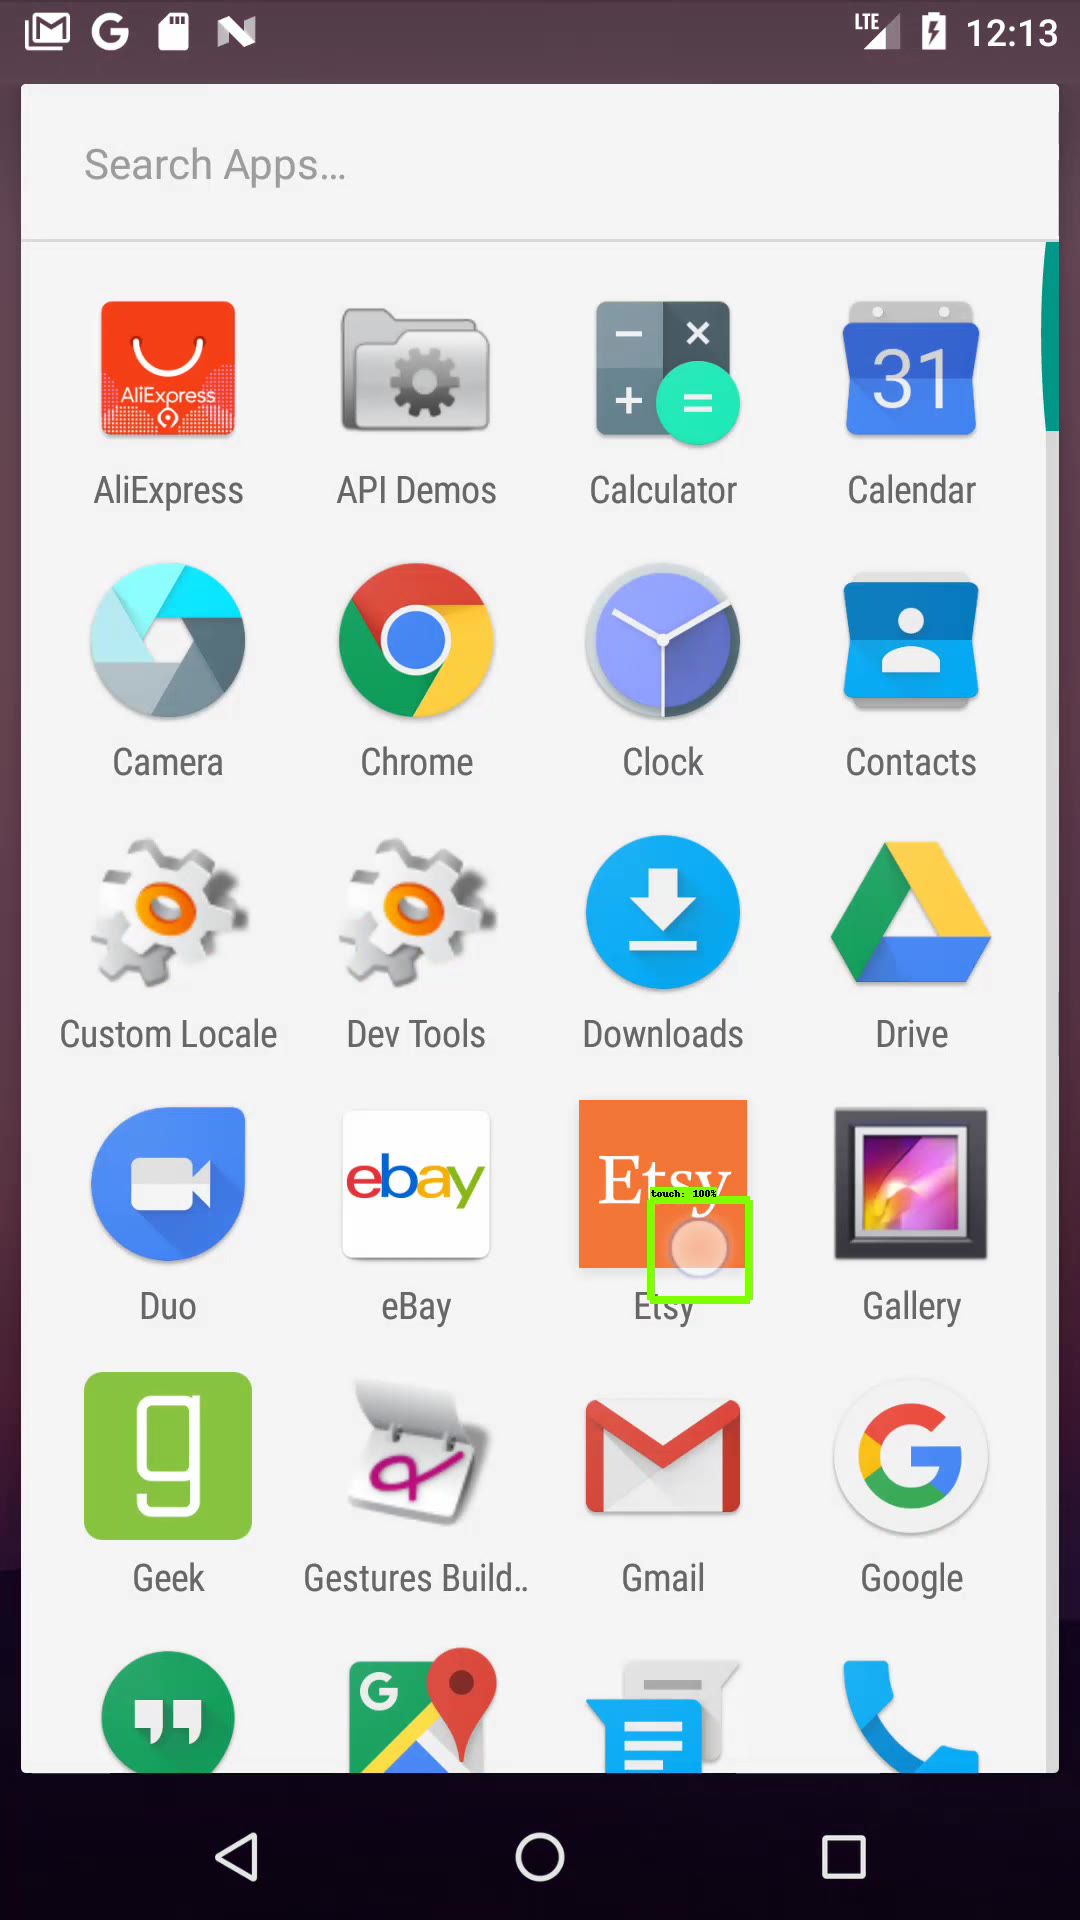 LTE 12:13
Search Apps...
AliExpress
31
AliExpress API Demos Calculator Calendar
Camera Chrome Clock Contacts
Custom Locale Dev Tools Downloads Drive
ebay Etsy
touch: 100%
Duo eBay Etsy Gallery
g G
Geek Gestures Build.. Gmail Google
G